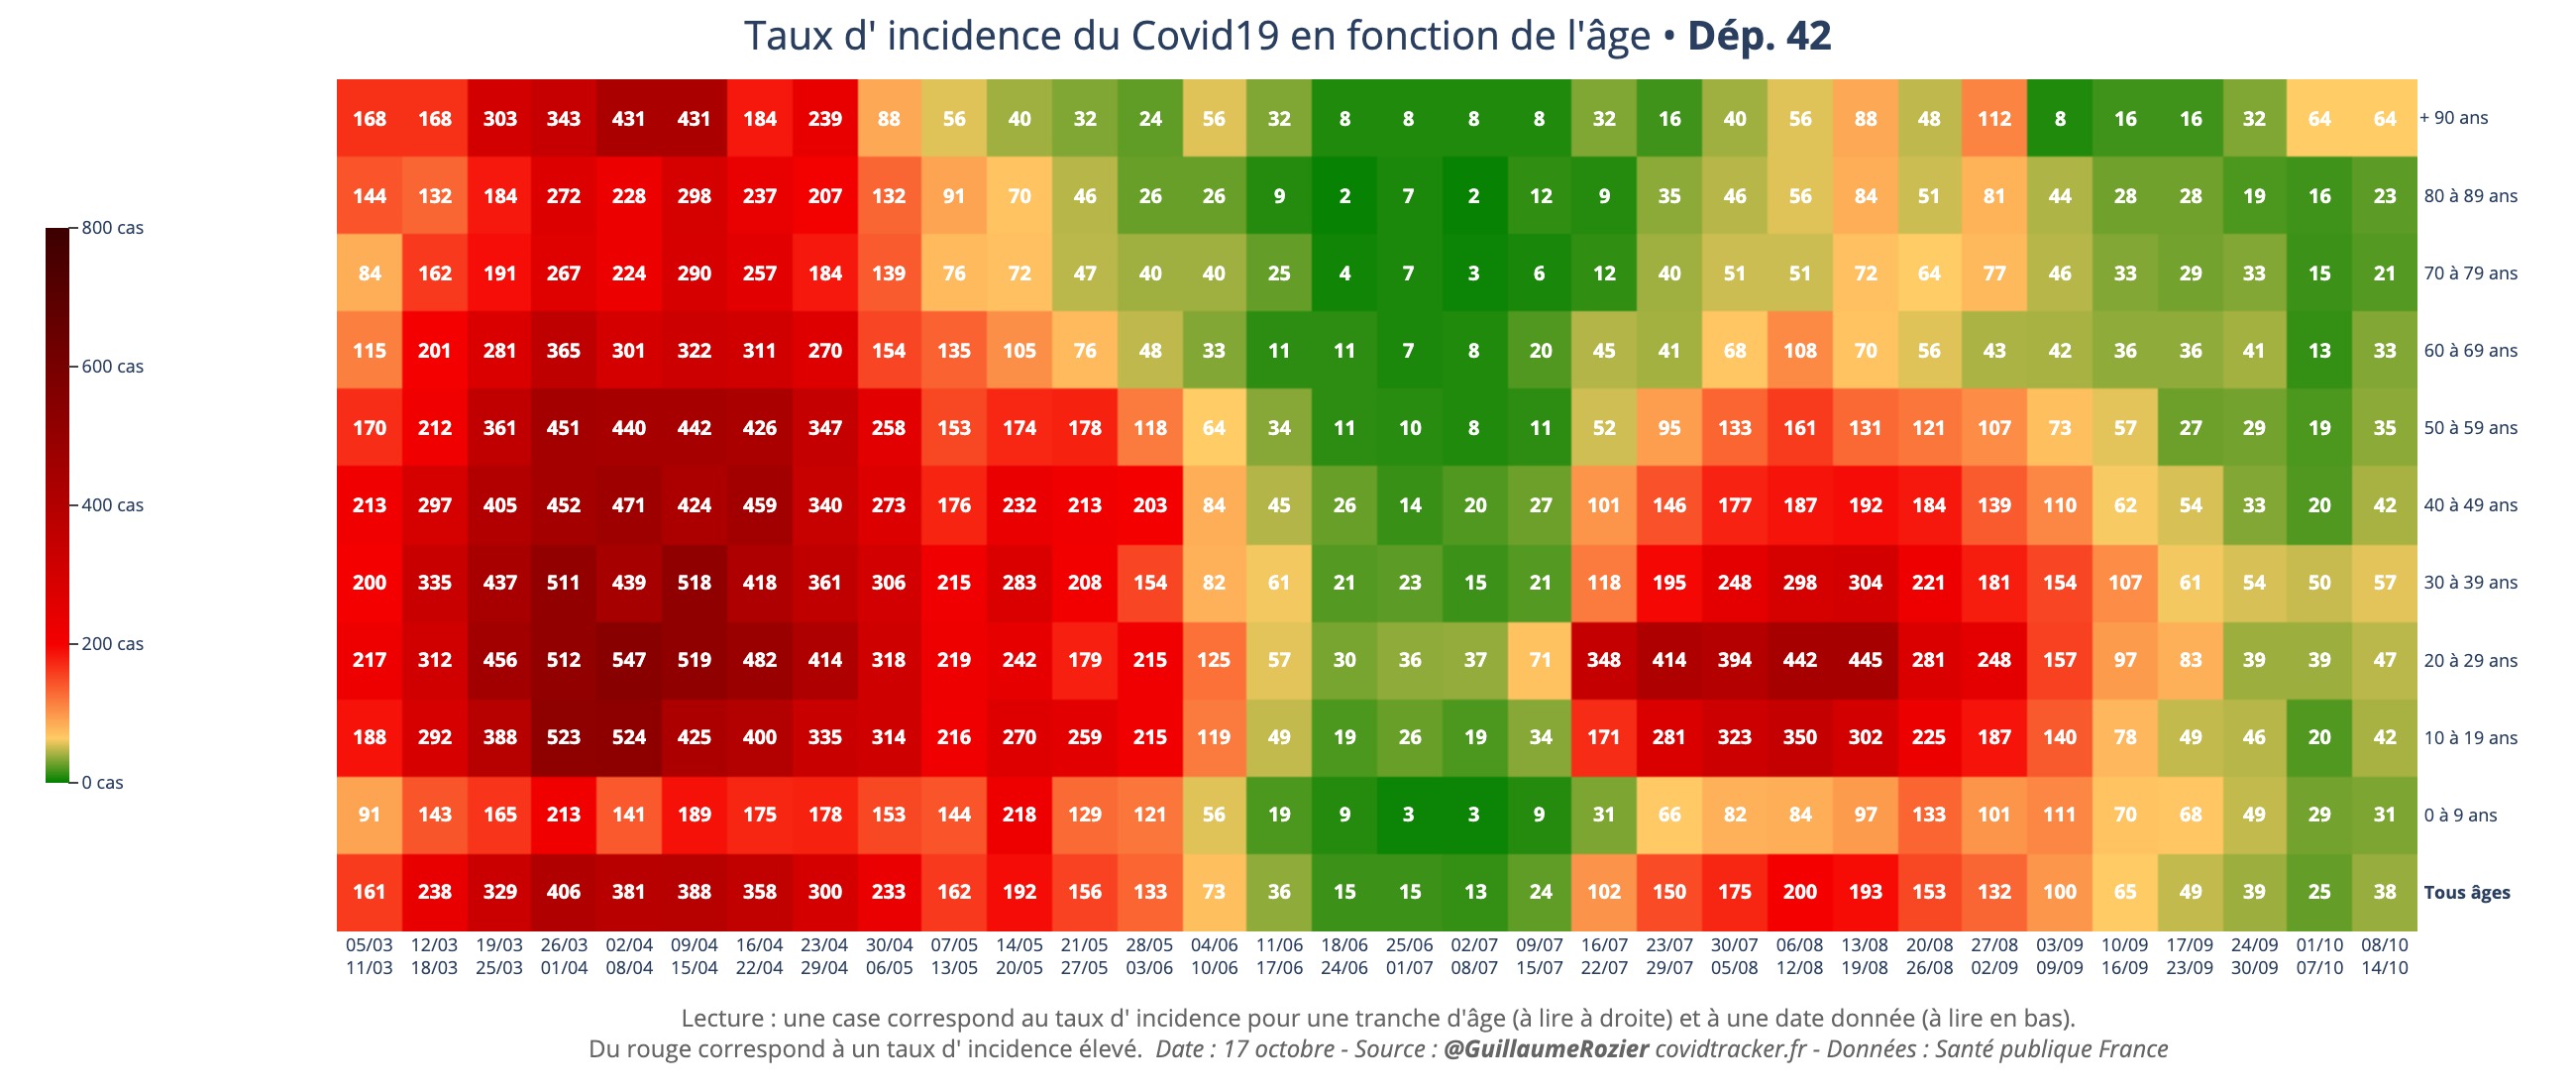 Taux d' incidence du Covid19 en fonction de l'âge • Dép. 42
800 cas
600 cas
400 cas
200 cas
0 cas
168 168 303 343 431 431 184 239 88 56 40 32 24 56 32 8 8 8 8 32 16 40 56 88 48 112 8 16 16 32 64 64 + 90 ans
144 132 184 272 228 298 237 207 132 91 70 46 26 26 9 2 7 2 12 9 35 46 56 84 51 81 44 28 28 19 16 23 80 à 89 ans
84 162 191 267 224 290 257 184 139 76 72 47 40 40 25 4 7 3 6 12 40 51 51 72 64 77 46 33 29 33 15 21 70 à 79 ans
115 201 281 365 301 322 311 270 154 135 105 76 48 33 11 11 7 8 20 45 41 68 108 70 56 43 42 36 36 41 13 33 60 à 69 ans
170 212 361 451 440 442 426 347 258 153 174 178 118 64 34 11 10 8 11 52 95 133 161 131 121 107 73 57 27 29 19 35 50 à 59 ans
213 297 405 452 471 424 459 340 273 176 232 213 203 84 45 26 14 20 27 101 146 177 187 192 184 139 110 62 54 33 20 42 40 à 49 ans
200 335 437 511 439 518 418 361 306 215 283 208 154 82 61 21 23 15 21 118 195 248 298 304 221 181 154 107 61 54 50 57 30 à 39 ans
217 312 456 512 547 519 482 414 318 219 242 179 215 125 57 30 36 37 71 348 414 394 442 445 281 248 157 97 83 39 39 47 20 à 29 ans
188 292 388 523 524 425 400 335 314 216 270 259 215 119 49 19 26 19 34 171 281 323 350 302 225 187 140 78 49 46 20 42 10 à 19 ans
91 143 165 213 141 189 175 178 153 144 218 129 121 56 19 9 3 3 9 31 66 82 84 97 133 101 111 70 68 49 29 31 0 à 9 ans
161 238 329 406 381 388 358 300 233 162 192 156 133 73 36 15 15 13 24 102 150 175 200 193 153 132 100 65 49 39 25 38 Tous âges
05/03 12/03 19/03 26/03 02/04 09/04 16/04 23/04 30/04 07/05 14/05 21/05 28/05 04/06 11/06 18/06 25/06 02/07 09/07 16/07 23/07 30/07 06/08 13/08 20/08 27/08 03/09 10/09 17/09 24/09 01/10 08/10
11/03 18/03 25/03 01/04 08/04 15/04 22/04 29/04 06/05 13/05 20/05 27/05 03/06 10/06 17/06 24/06 01/07 08/07 15/07 22/07 29/07 05/08 12/08 19/08 26/08 02/09 09/09 16/09 23/09 30/09 07/10 14/10
Lecture : une case correspond au taux d' incidence pour une tranche d'âge (à lire à droite) et à une date donnée (à lire en bas).
Du rouge correspond à un taux d' incidence élevé. Date : 17 octobre - Source : @GuillaumeRozier covidtracker.fr - Données : Santé publique France